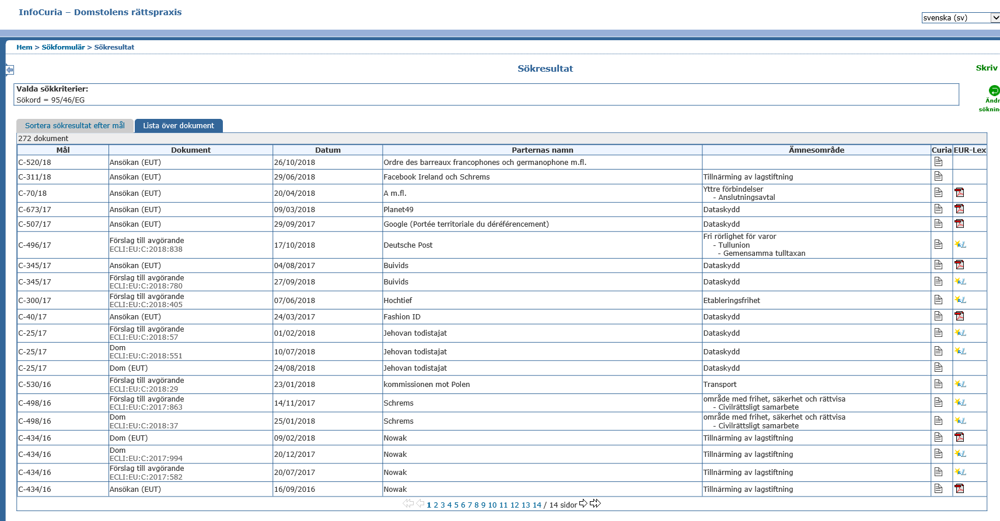 InfoCuria – Domstolens rättspraxis
svenska (sv)
Hem > Sökformulär > Sökresultat
Sökresultat
Skriv
Valda sökkriterier:
Sökord = 95/46/EG
Ändr
söknin
Sortera sökresultat efter mål Lista över dokument
272 dokument
Mål Dokument Datum Parternas namn Ämnesområde Curia EUR-Lex
C-520/18 Ansökan (EUT) 26/10/2018 Ordre des barreaux francophones och germanophone m.fl.
C-311/18 Ansökan (EUT) 29/06/2018 Facebook Ireland och Schrems Tillnärming av lagstiftning
C-70/18 Ansökan (EUT) 20/04/2018 A m.fl. Yttre förbindelser
- Anslutningsavtal
C-673/17 Ansökan (EUT) 09/03/2018 Planet49 Dataskydd
C-507/17 Ansökan (EUT) 29/09/2017 Google (Portée territoriale du déréférencement) Dataskydd
C-496/17 Förslag till avgörande
ECLI:EU:C:2018:838 17/10/2018 Deutsche Post Fri rörlighet för varor
- Tullunion
- Gemensamma tulltaxan
C-345/17 Ansökan (EUT) 04/08/2017 Buivids Dataskydd
C-345/17 Förslag till avgörande
ECLI:EU:C:2018:780 27/09/2018 Buivids Dataskydd
C-300/17 Förslag till avgörande
ECLI:EU:C:2018:405 07/06/2018 Hochtief Etableringsfrihet
C-40/17 Ansökan (EUT) 24/03/2017 Fashion ID Dataskydd
C-25/17 Förslag till avgörande
ECLI:EU:C:2018:57 01/02/2018 Jehovan todistajat Dataskydd
C-25/17 Dom
ECLI:EU:C:2018:551 10/07/2018 Jehovan todistajat Dataskydd
C-25/17 Dom (EUT) 24/08/2018 Jehovan todistajat Dataskydd
C-530/16 Förslag till avgörande
ECLI:EU:C:2018:29 23/01/2018 kommissionen mot Polen Transport
C-498/16 Förslag till avgörande
ECLI:EU:C:2017:863 14/11/2017 Schrems område med frihet, säkerhet och rättvisa
- Civilrättsligt samarbete
C-498/16 Dom
ECLI:EU:C:2018:37 25/01/2018 Schrems område med frihet, säkerhet och rättvisa
- Civilrättsligt samarbete
C-434/16 Dom (EUT) 09/02/2018 Nowak Tillnärming av lagstiftning
C-434/16 Dom
ECLI:EU:C:2017:994 20/12/2017 Nowak Tillnärming av lagstiftning
C-434/16 Förslag till avgörande
ECLI:EU:C:2017:582 20/07/2017 Nowak Tillnärming av lagstiftning
C-434/16 Ansökan (EUT) 16/09/2016 Nowak Tillnärming av lagstiftning
1 2 3 4 5 6 7 8 9 10 11 12 13 14 / 14 sidor